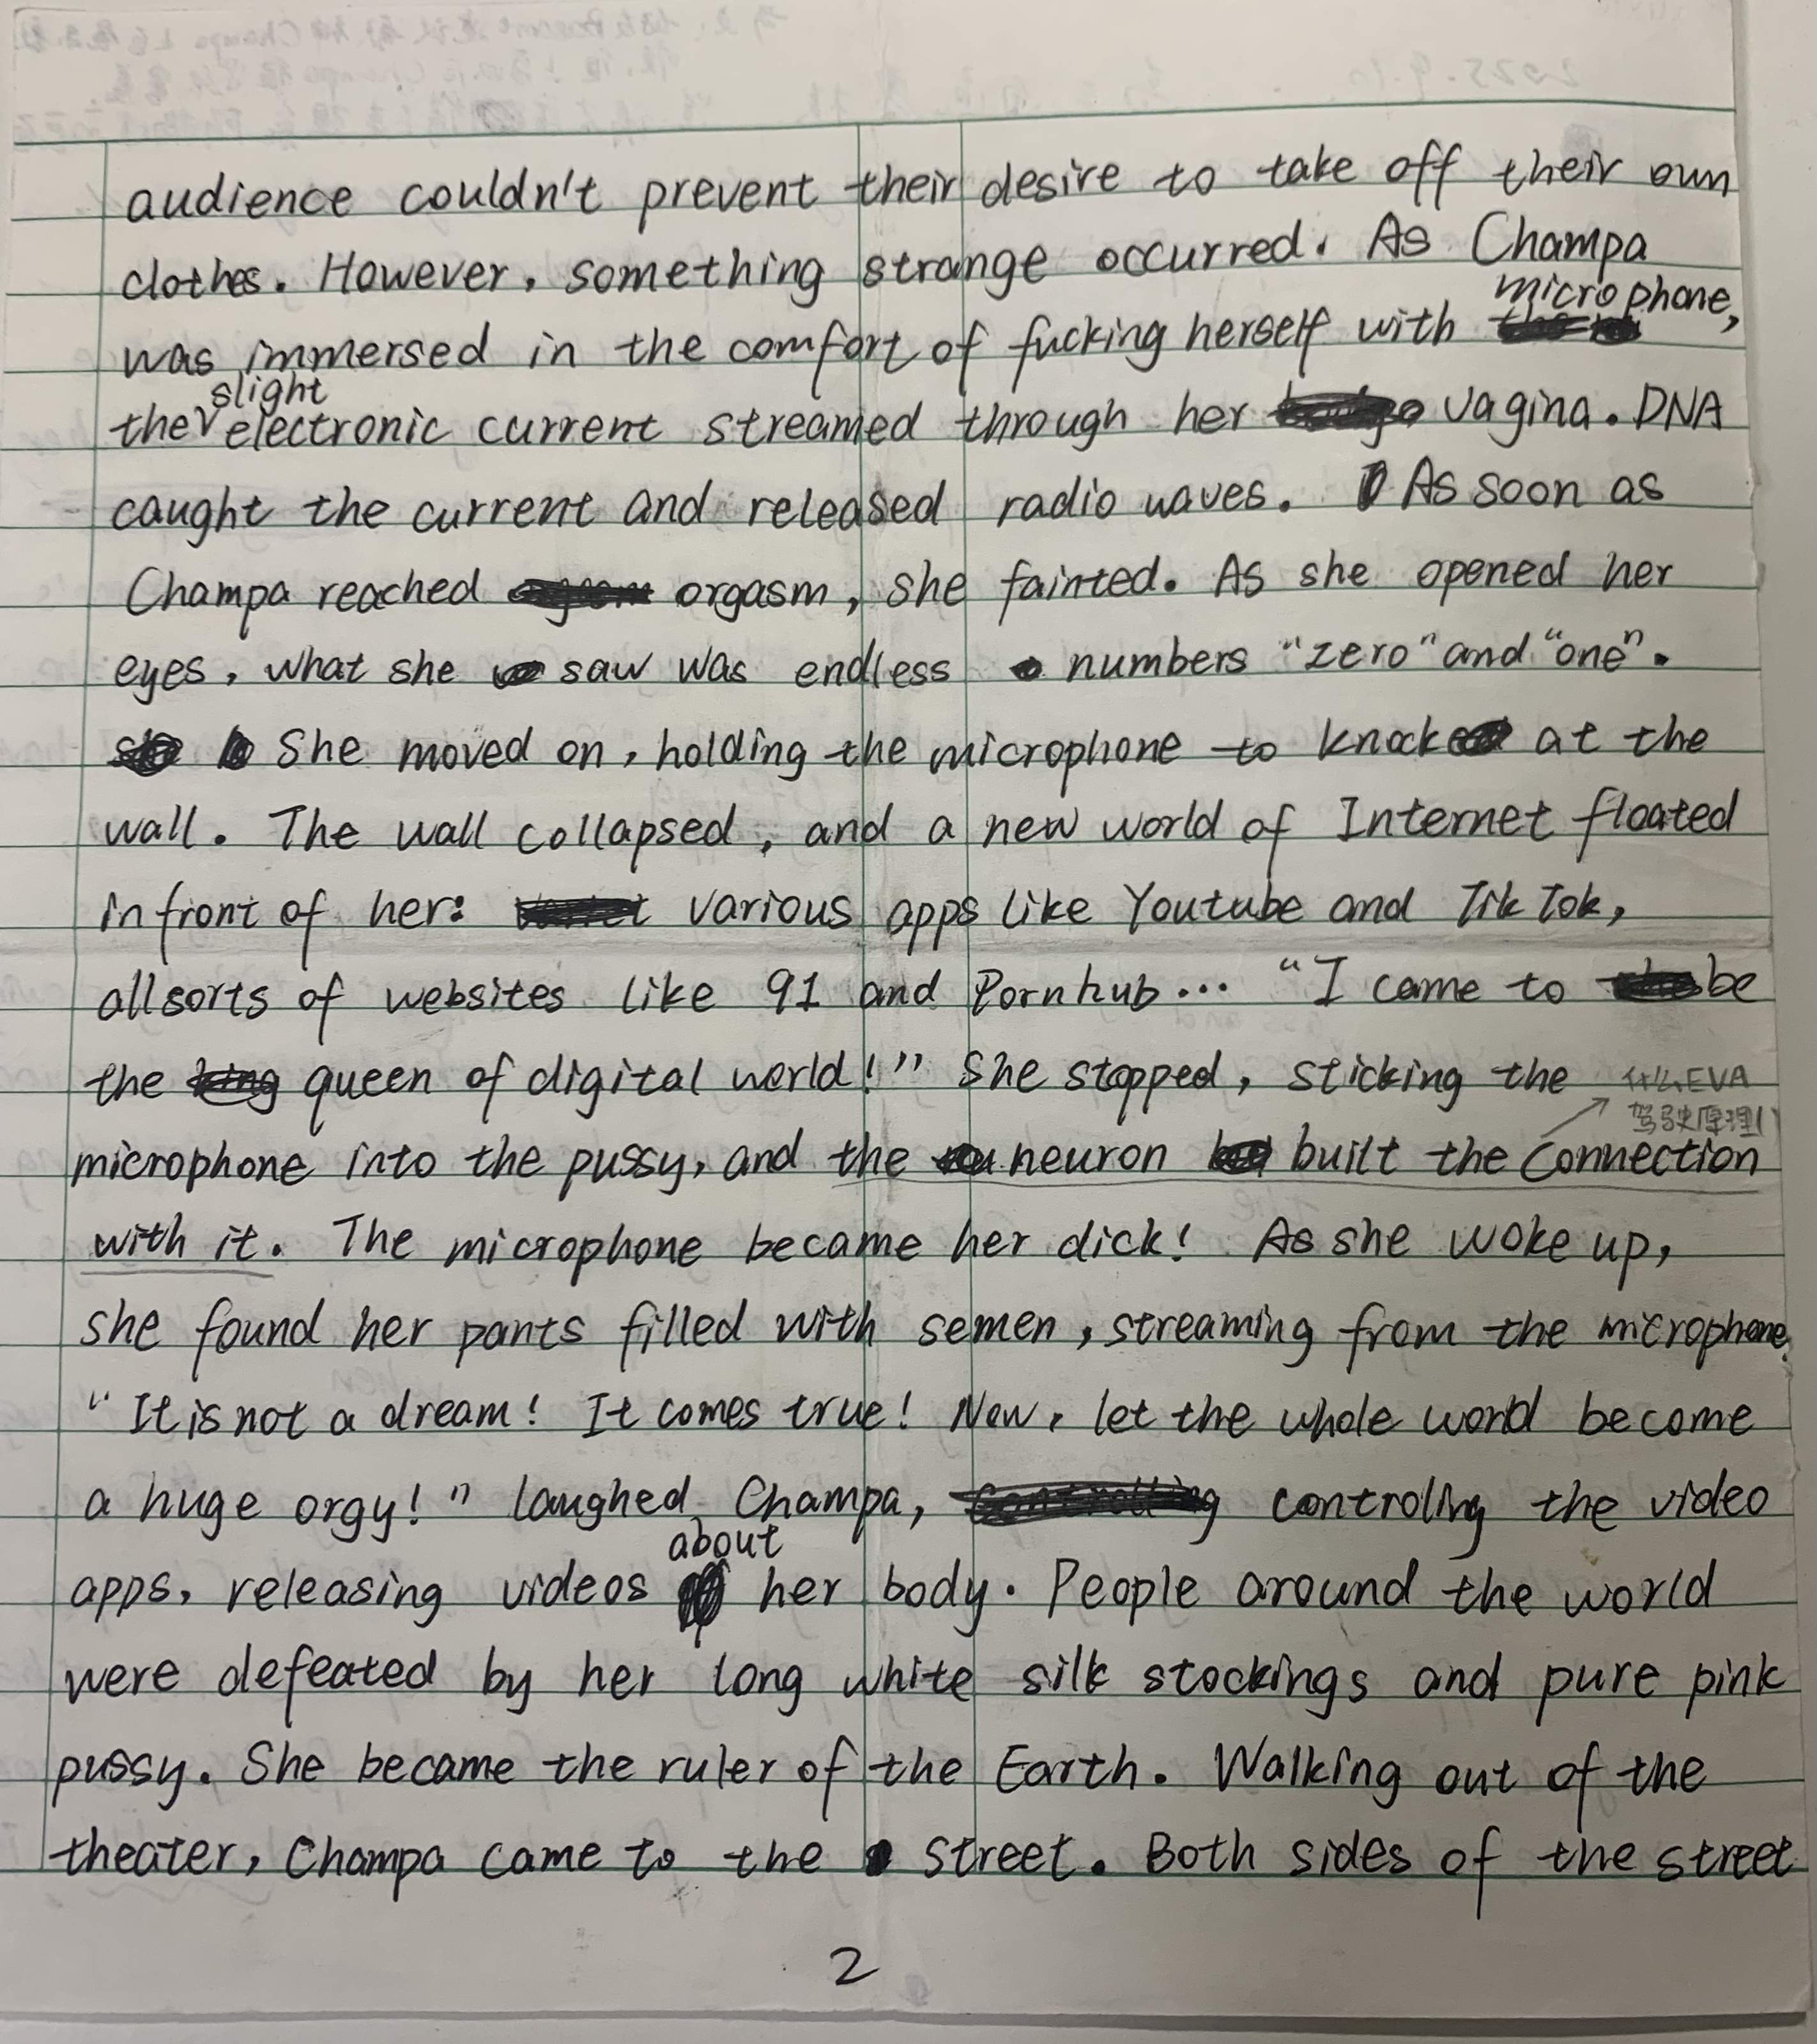 audience couldn't prevent their desire to take off their own
clothes. However, something strange occurred. As Champa
was immersed in the comfort of fucking herself with microphone,
the slight electronic current streamed through her vagina. DNA
caught the current and released radio waves. As soon as
Champa reached orgasm, she fainted. As she opened her
eyes, what she saw was endless numbers "zero" and "one".
She moved on, holding the microphone to knock at the
wall. The wall collapsed, and a new world of Internet floated
in front of her: various apps like Youtube and TikTok,
all sorts of websites like 91 and Pornhub... "I came to be
the queen of digital world!" She stopped, sticking the
什么EVA
驾驶原理
microphone into the pussy, and the neuron built the connection
with it. The microphone became her dick! As she woke up,
she found her pants filled with semen, streaming from the microphone.
"It is not a dream! It comes true! Now, let the whole world become
a huge orgy!" laughed Champa, controling the video
apps, releasing videos about her body. People around the world
were defeated by her long white silk stockings and pure pink
pussy. She became the ruler of the Earth. Walking out of the
theater, Champa came to the street. Both sides of the street
2